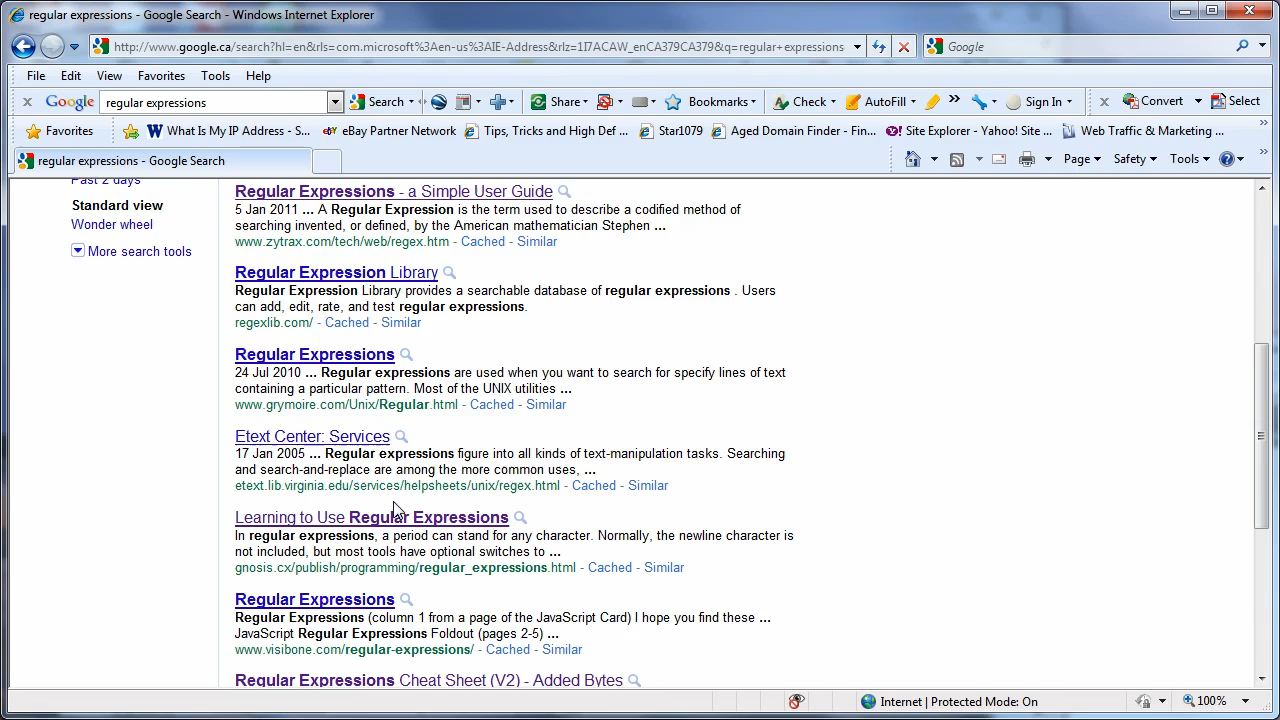 regular expressions - Google Search - Windows Internet Explorer
http://www.google.ca/search?hl=en&rls=com.microsoft%3Aen-us%3AIE-Address&rlz=1I7ACAW_enCA379CA379&q=regular+expressions
Google
File Edit View Favorites Tools Help
Google regular expressions Search Share Bookmarks Check AutoFill » Sign In Convert Select
Favorites What Is My IP Address - S... eBay Partner Network Tips, Tricks and High Def ... Star1079 Aged Domain Finder - Fin... Site Explorer - Yahoo! Site ... Web Traffic & Marketing ... »
regular expressions - Google Search Page Safety Tools »
Past 2 days
Standard view
Wonder wheel
More search tools
Regular Expressions - a Simple User Guide
5 Jan 2011 ... A Regular Expression is the term used to describe a codified method of
searching invented, or defined, by the American mathematician Stephen ...
www.zytrax.com/tech/web/regex.htm - Cached - Similar
Regular Expression Library
Regular Expression Library provides a searchable database of regular expressions . Users
can add, edit, rate, and test regular expressions.
regexlib.com/ - Cached - Similar
Regular Expressions
24 Jul 2010 ... Regular expressions are used when you want to search for specify lines of text
containing a particular pattern. Most of the UNIX utilities ...
www.grymoire.com/Unix/Regular.html - Cached - Similar
Etext Center: Services
17 Jan 2005 ... Regular expressions figure into all kinds of text-manipulation tasks. Searching
and search-and-replace are among the more common uses, ...
etext.lib.virginia.edu/services/helpsheets/unix/regex.html - Cached - Similar
Learning to Use Regular Expressions
In regular expressions, a period can stand for any character. Normally, the newline character is
not included, but most tools have optional switches to ...
gnosis.cx/publish/programming/regular_expressions.html - Cached - Similar
Regular Expressions
Regular Expressions (column 1 from a page of the JavaScript Card) I hope you find these ...
JavaScript Regular Expressions Foldout (pages 2-5) ...
www.visibone.com/regular-expressions/ - Cached - Similar
Regular Expressions Cheat Sheet (V2) - Added Bytes
Internet | Protected Mode: On 100%